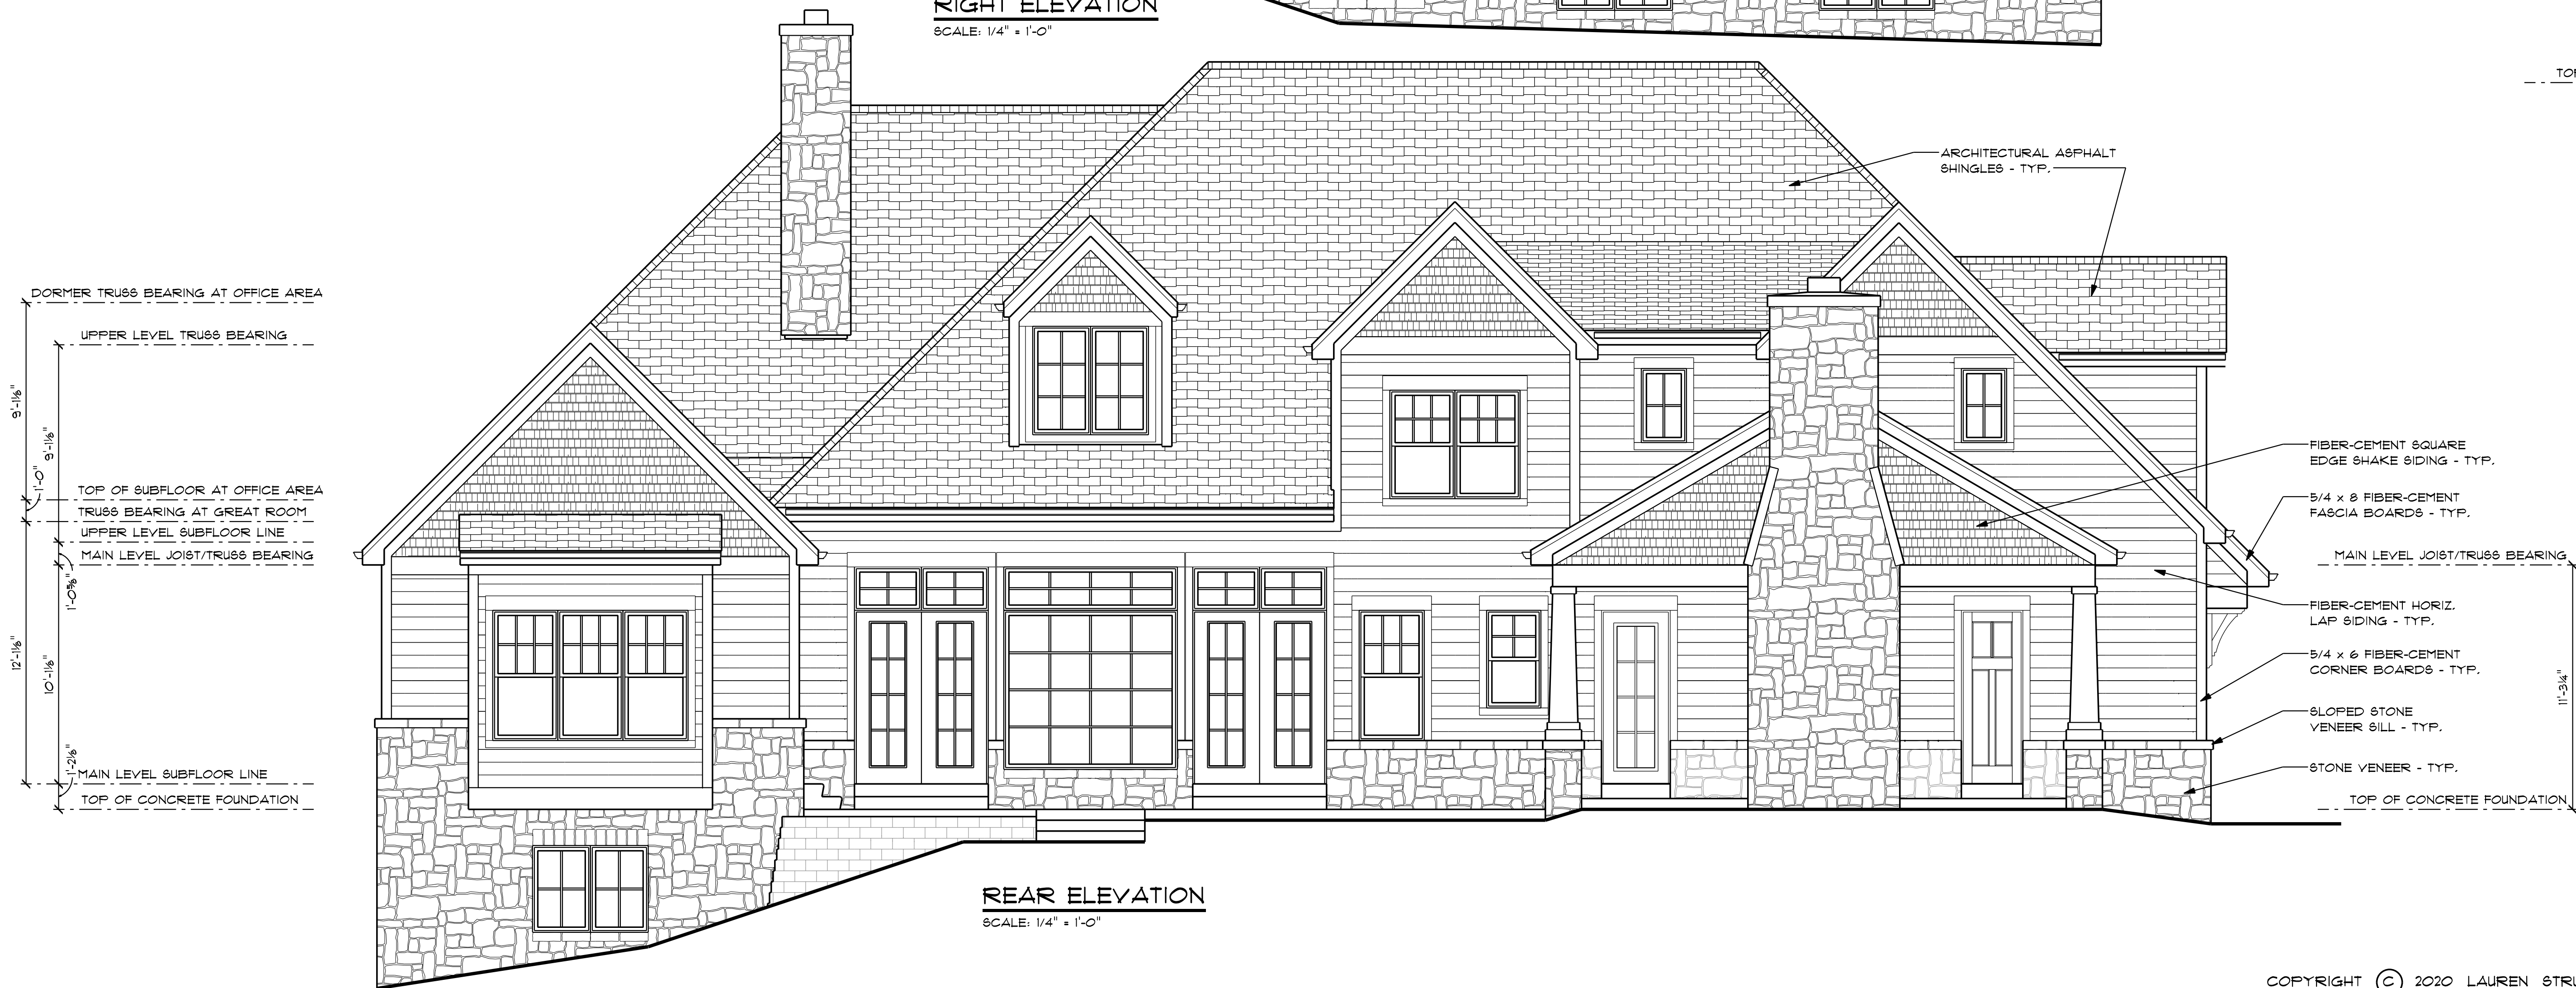 RIGHT ELEVATION
SCALE: 1/4" = 1'-0"
TO
ARCHITECTURAL ASPHALT
SHINGLES - TYP.
DORMER TRUSS BEARING AT OFFICE AREA
UPPER LEVEL TRUSS BEARING
9'-1⅛"
9'-1⅛"
1'-0"
TOP OF SUBFLOOR AT OFFICE AREA
TRUSS BEARING AT GREAT ROOM
UPPER LEVEL SUBFLOOR LINE
MAIN LEVEL JOIST/TRUSS BEARING
12'-1⅛"
10'-1⅛"
1'-2⅛"
MAIN LEVEL SUBFLOOR LINE
TOP OF CONCRETE FOUNDATION
FIBER-CEMENT SQUARE
EDGE SHAKE SIDING - TYP.
5/4 x 8 FIBER-CEMENT
FASCIA BOARDS - TYP.
MAIN LEVEL JOIST/TRUSS BEARING
FIBER-CEMENT HORIZ.
LAP SIDING - TYP.
5/4 x 6 FIBER-CEMENT
CORNER BOARDS - TYP.
11'-3¼"
SLOPED STONE
VENEER SILL - TYP.
STONE VENEER - TYP.
TOP OF CONCRETE FOUNDATION
REAR ELEVATION
SCALE: 1/4" = 1'-0"
COPYRIGHT © 2020 LAUREN STRU